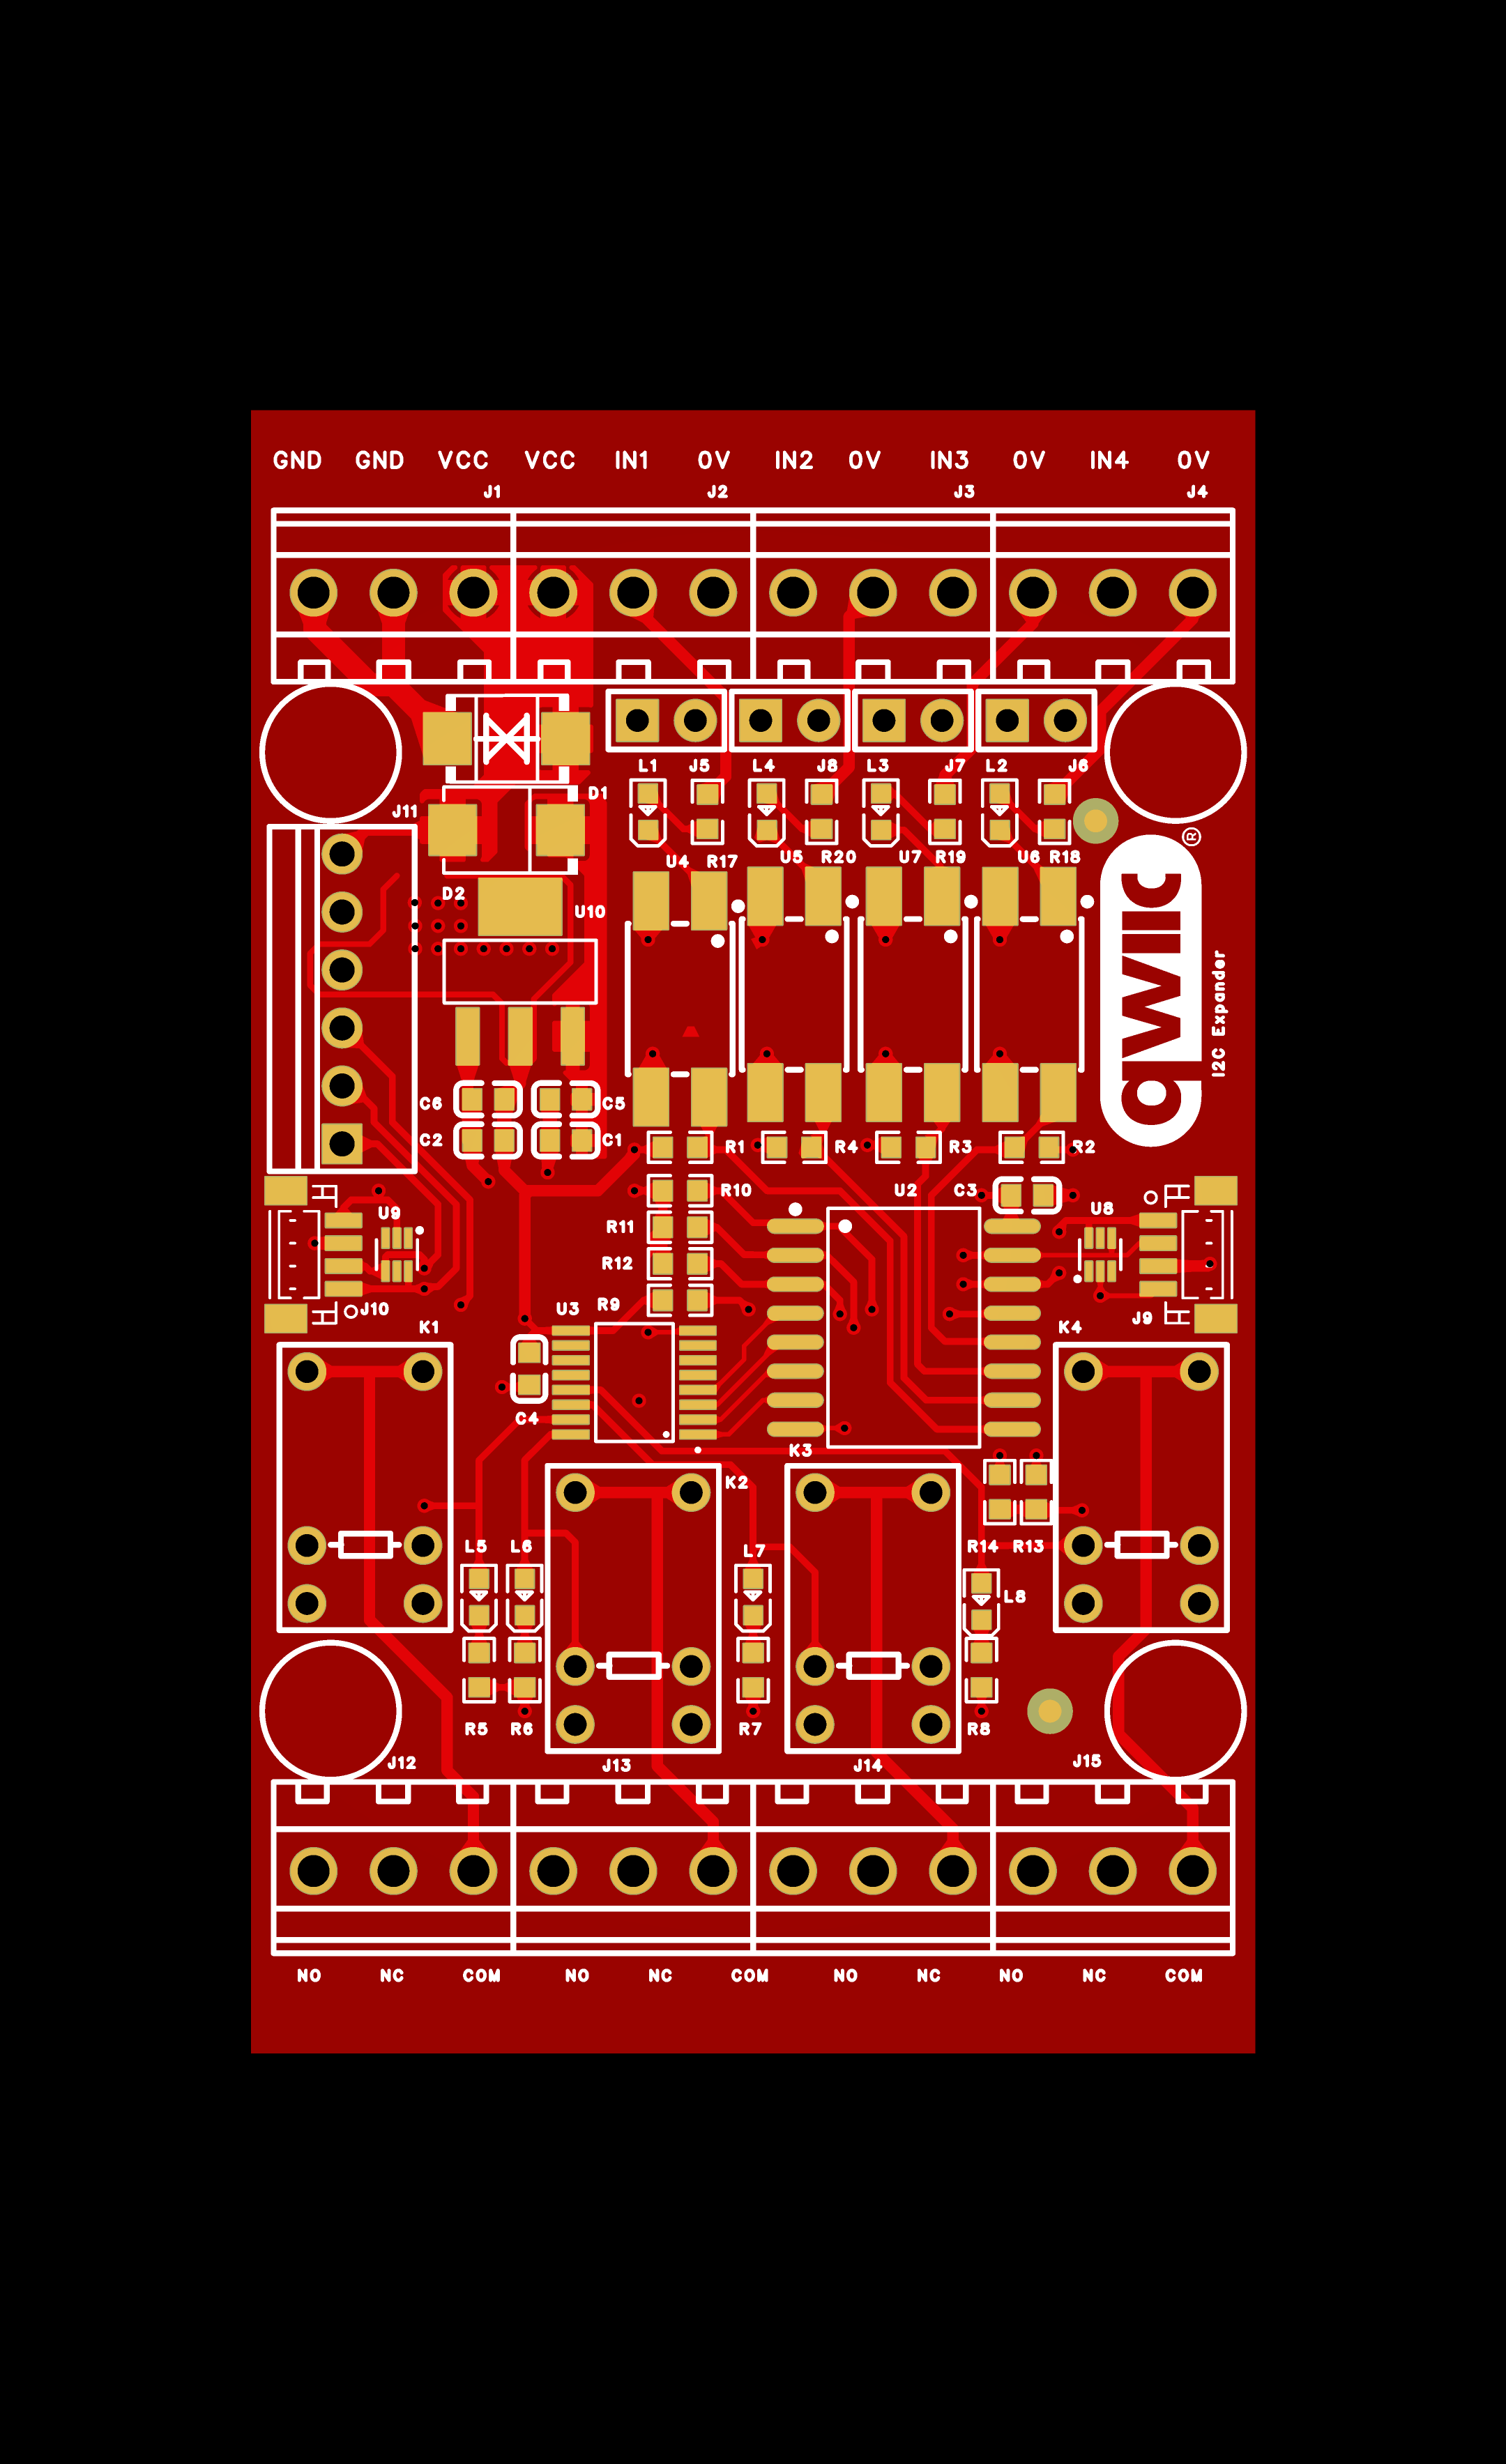 GND GND VCC VCC IN1 0V IN2 0V IN3 0V IN4 0V
J1 J2 J3 J4
L1 J5 L4 J8 L3 J7 L2 J6
D1
J11
®
U4 R17 U5 R20 U7 R19 U6 R18
D2
U10
qwiic
I2C Expander
C6 C5
C2 C1 R1 R4 R3 R2
R10 U2 C3
U9 U8
R11
R12
J10 U3 R9 J9
K1 K4
C4
K3
K2
L5 L6 L7 R14 R13
L8
R5 R6 R7 R8
J12 J13 J14 J15
NO NC COM NO NC COM NO NC NO NC COM